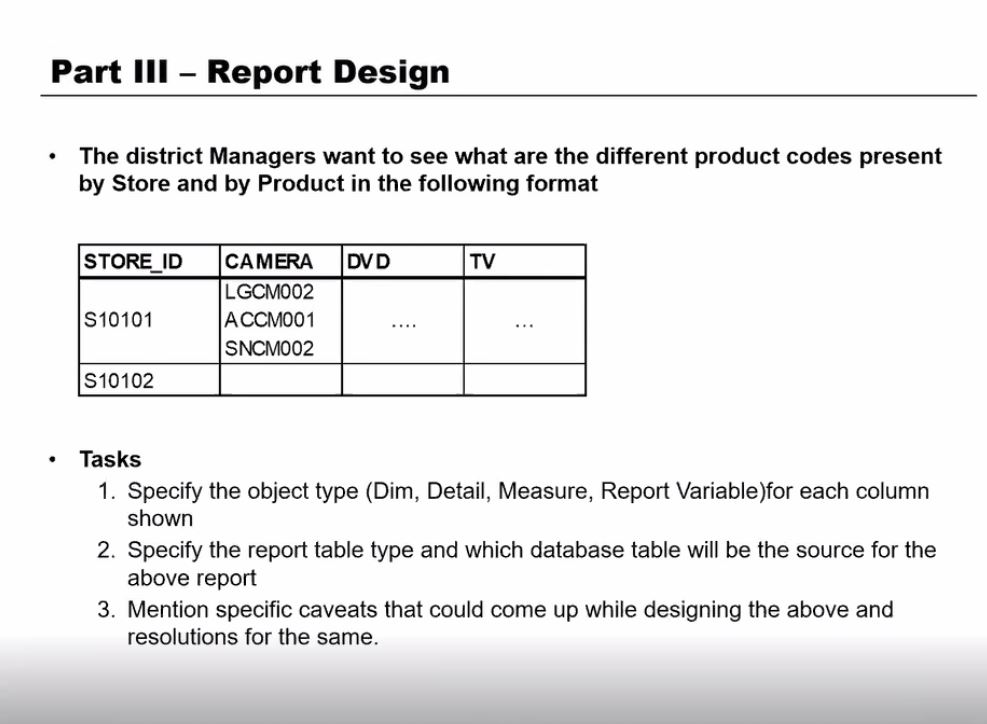 Part III – Report Design
• The district Managers want to see what are the different product codes present
by Store and by Product in the following format
STORE_ID CAMERA DVD TV
LGCM002
S10101 ACCM001 .... ...
SNCM002
S10102
• Tasks
1. Specify the object type (Dim, Detail, Measure, Report Variable)for each column
shown
2. Specify the report table type and which database table will be the source for the
above report
3. Mention specific caveats that could come up while designing the above and
resolutions for the same.